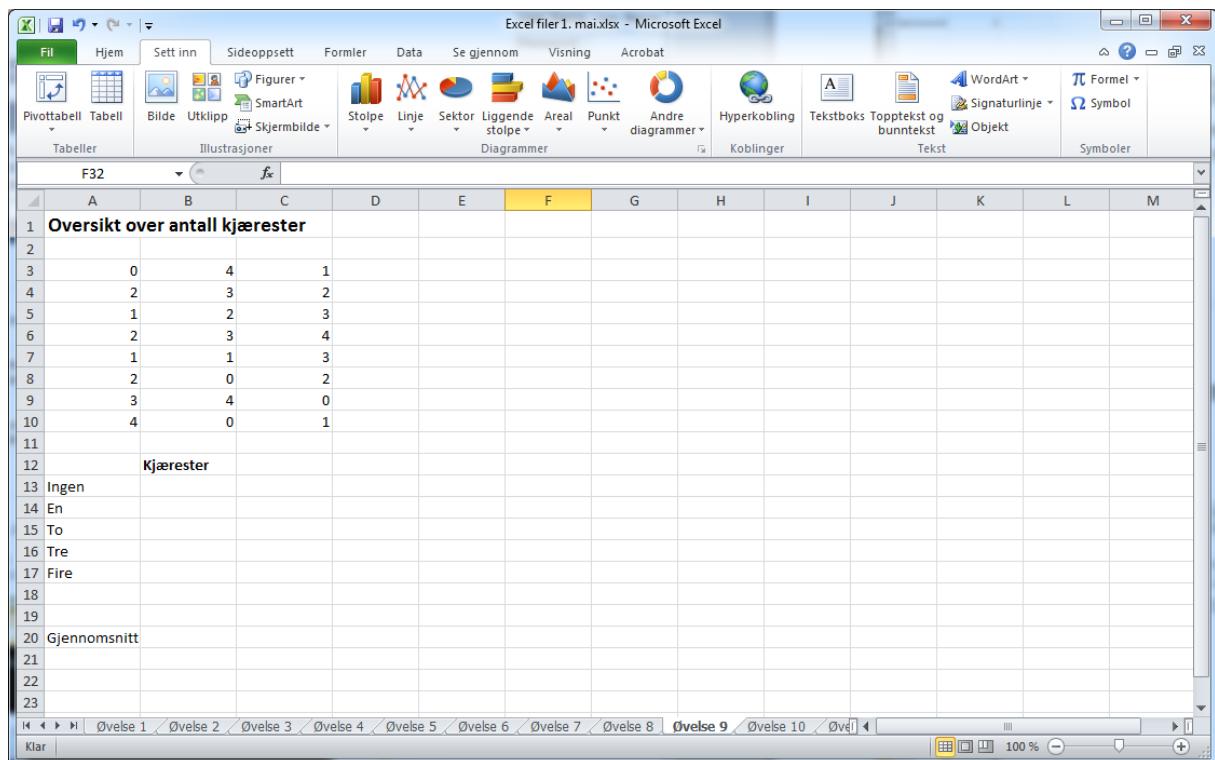 Excel filer 1. mai.xlsx - Microsoft Excel
Fil Hjem Sett inn Sideoppsett Formler Data Se gjennom Visning Acrobat
Pivottabell Tabell Bilde Utklipp Figurer SmartArt Skjermbilde Stolpe Linje Sektor Liggende stolpe Areal Punkt Andre diagrammer Hyperkobling Tekstboks Topptekst og bunntekst WordArt Signaturlinje Objekt π Formel Ω Symbol
Tabeller Illustrasjoner Diagrammer Koblinger Tekst Symboler
F32 fx
A B C D E F G H I J K L M
1 Oversikt over antall kjærester
2
3 0 4 1
4 2 3 2
5 1 2 3
6 2 3 4
7 1 1 3
8 2 0 2
9 3 4 0
10 4 0 1
11
12 Kjærester
13 Ingen
14 En
15 To
16 Tre
17 Fire
18
19
20 Gjennomsnitt
21
22
23
Øvelse 1 Øvelse 2 Øvelse 3 Øvelse 4 Øvelse 5 Øvelse 6 Øvelse 7 Øvelse 8 Øvelse 9 Øvelse 10
Klar 100 %